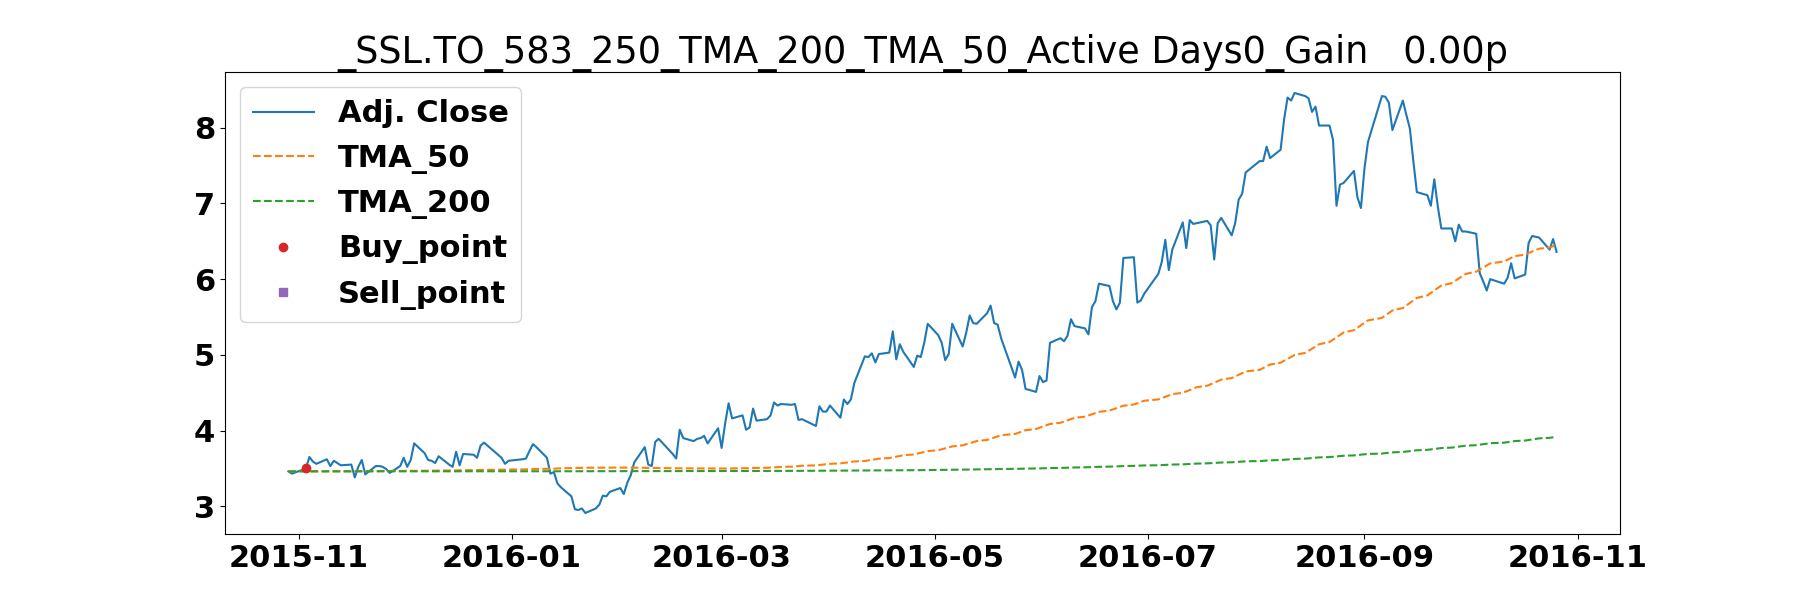 _SSL.TO_583_250_TMA_200_TMA_50_Active Days0_Gain   0.00p
Adj. Close
TMA_50
TMA_200
Buy_point
Sell_point
8
7
6
5
4
3
2015-11 2016-01 2016-03 2016-05 2016-07 2016-09 2016-11